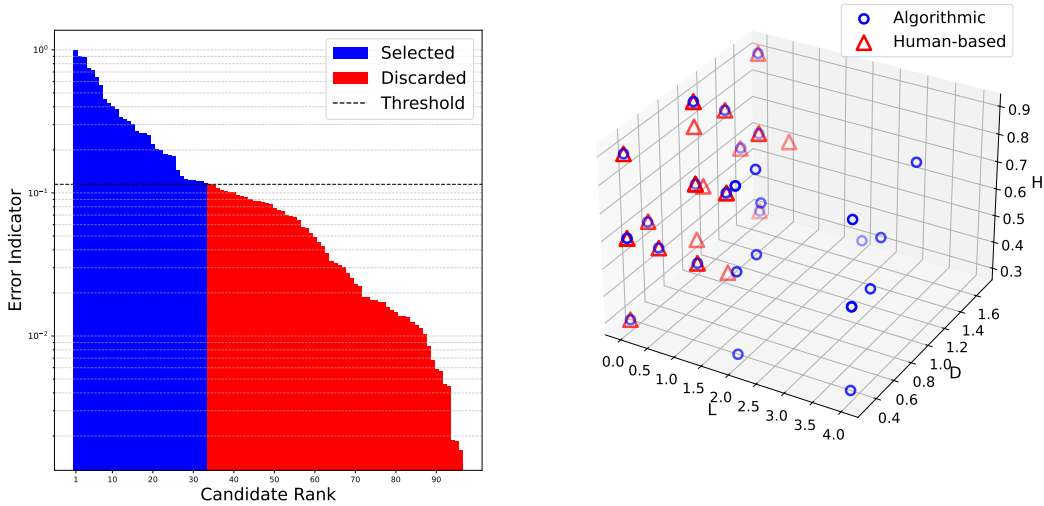 Selected
Discarded
Threshold
10⁰
10⁻¹
10⁻²
Error Indicator
1 10 20 30 40 50 60 70 80 90
Candidate Rank
Algorithmic
Human-based
0.9
0.8
0.7
0.6
0.5
0.4
0.3
H
1.6
1.4
1.2
1.0
0.8
0.6
0.4
D
0.0 0.5 1.0 1.5 2.0 2.5 3.0 3.5 4.0
L